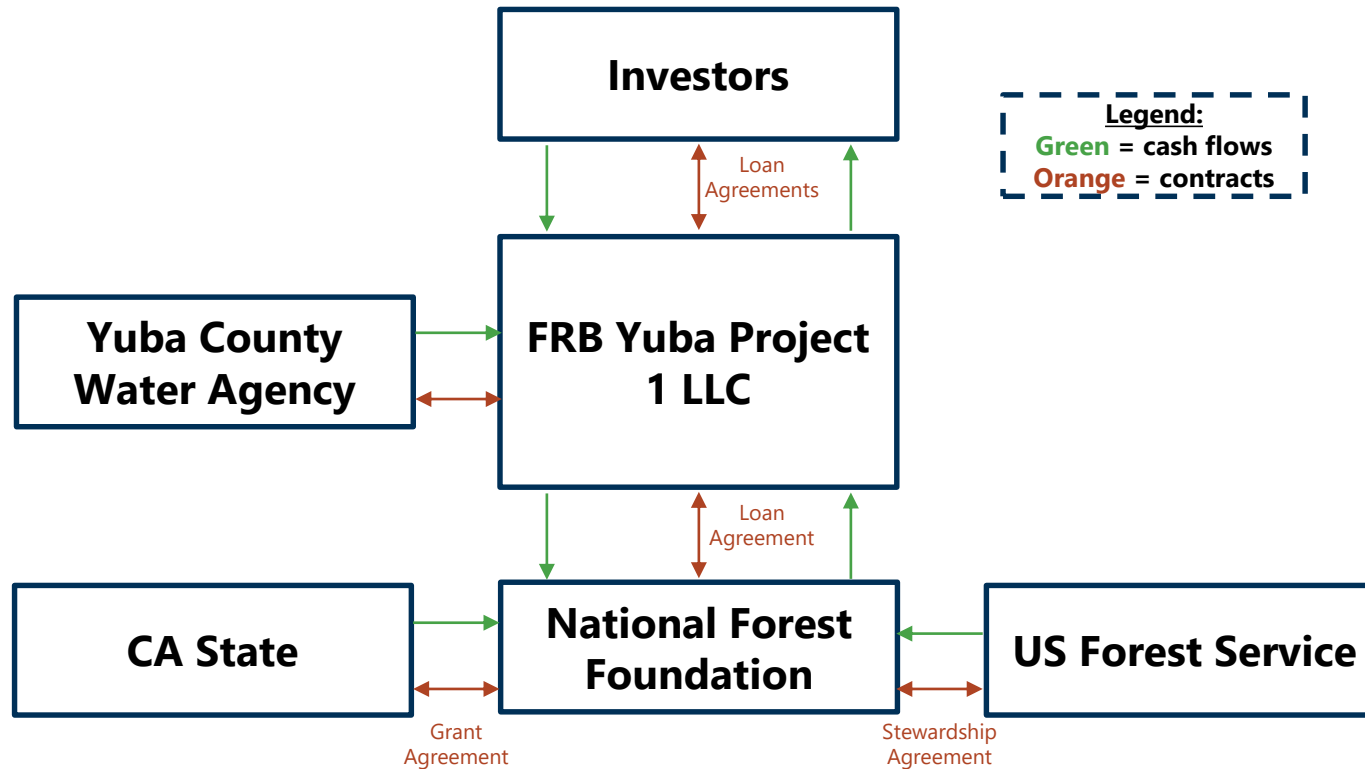 Investors
Legend:
Green = cash flows
Orange = contracts
Loan
Agreements
Yuba County
Water Agency
FRB Yuba Project
1 LLC
Loan
Agreement
CA State
National Forest
Foundation
US Forest Service
Grant
Agreement
Stewardship
Agreement